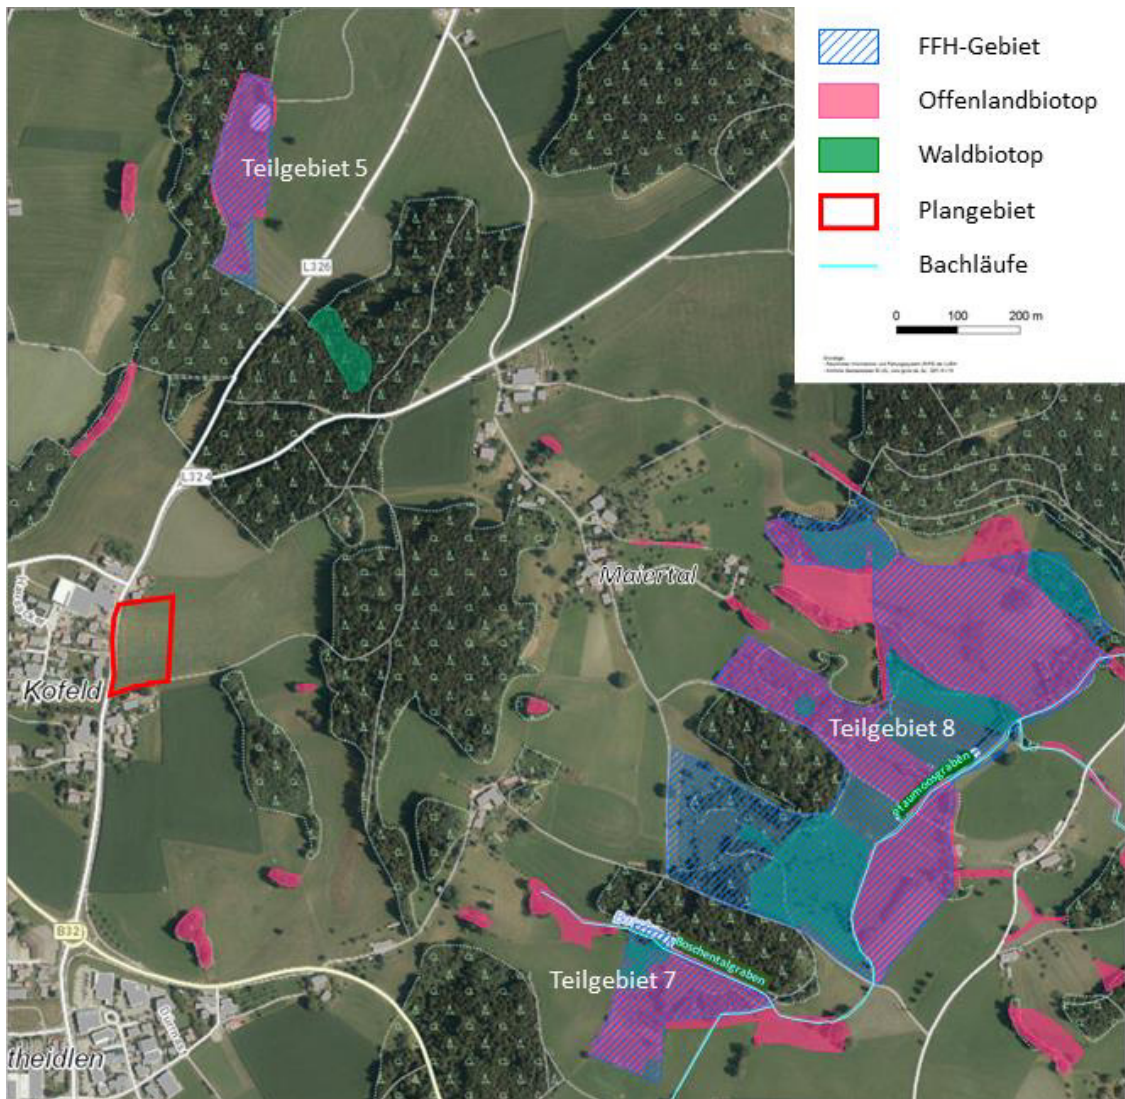 FFH-Gebiet
Offenlandbiotop
Waldbiotop
Plangebiet
Bachläufe
0 100 200 m
Teilgebiet 5
L326
L324
Maiertal
Kofeld
Teilgebiet 8
Boschentalgraben
Teilgebiet 7
B32
theidlen